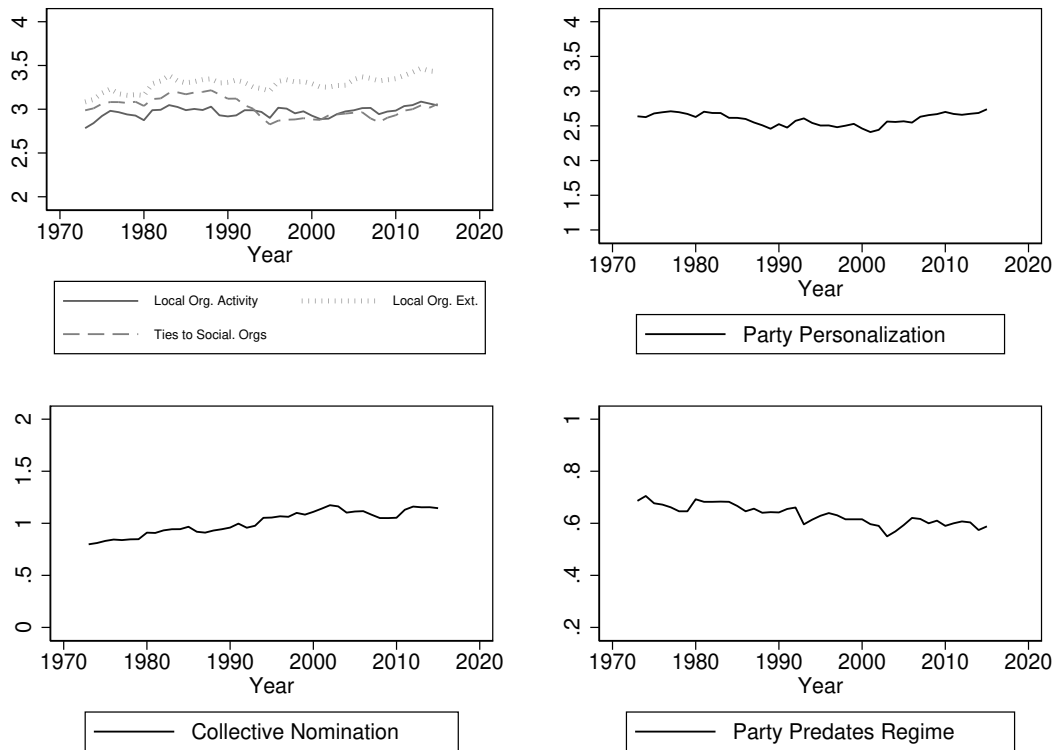 4
3.5
3
2.5
2
1970 1980 1990 2000 2010 2020
Year
Local Org. Activity Local Org. Ext.
Ties to Social. Orgs
4
3.5
3
2.5
2
1.5
1
1970 1980 1990 2000 2010 2020
Year
Party Personalization
2
1.5
1
.5
0
1970 1980 1990 2000 2010 2020
Year
Collective Nomination
1
.8
.6
.4
.2
1970 1980 1990 2000 2010 2020
Year
Party Predates Regime